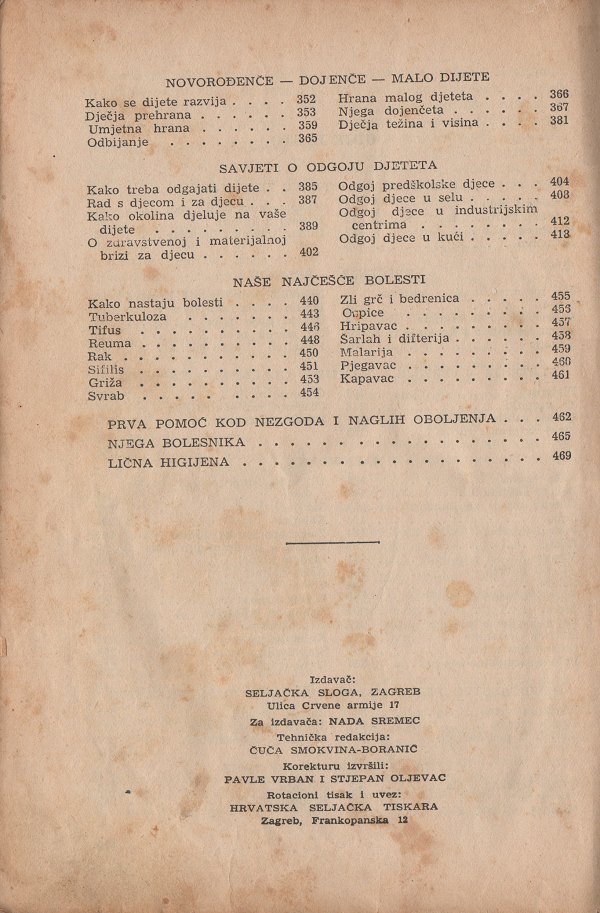 NOVOROĐENČE — DOJENČE — MALO DIJETE
Kako se dijete razvija . . . . 352
Dječja prehrana . . . . . . 353
Umjetna hrana . . . . . . 359
Odbijanje . . . . . . . . 365
Hrana malog djeteta . . . . 366
Njega dojenčeta . . . . . . 367
Dječja težina i visina . . . . 381
SAVJETI O ODGOJU DJETETA
Kako treba odgajati dijete . . 385
Rad s djecom i za djecu . . . 387
Kako okolina djeluje na vaše
dijete . . . . . . . . . 389
O zdravstvenoj i materijalnoj
brizi za djecu . . . . . . 402
Odgoj predškolske djece . . . 404
Odgoj djece u selu . . . . . 408
Odgoj djece u industrijskim
centrima . . . . . . . . 412
Odgoj djece u kući . . . . . 413
NAŠE NAJČEŠĆE BOLESTI
Kako nastaju bolesti . . . . 440
Tuberkuloza . . . . . . . 443
Tifus . . . . . . . . . . 446
Reuma . . . . . . . . . . 448
Rak . . . . . . . . . . . 450
Sifilis . . . . . . . . . . 451
Griža . . . . . . . . . . 453
Svrab . . . . . . . . . . 454
Zli grč i bedrenica . . . . . 455
Ospice . . . . . . . . . 453
Hripavac . . . . . . . . . 457
Šarlah i difterija . . . . . . 458
Malarija . . . . . . . . . 459
Pjegavac . . . . . . . . . 460
Kapavac . . . . . . . . . 461
PRVA POMOĆ KOD NEZGODA I NAGLIH OBOLJENJA . . . 462
NJEGA BOLESNIKA . . . . . . . . . . . . . . . . . . 465
LIČNA HIGIJENA . . . . . . . . . . . . . . . . . . . 469
Izdavač:
SELJAČKA SLOGA, ZAGREB
Ulica Crvene armije 17
Za izdavača: NADA SREMEC
Tehnička redakcija:
ČUČA SMOKVINA-BORANIĆ
Korekturu izvršili:
PAVLE VRBAN I STJEPAN OLJEVAC
Rotacioni tisak i uvez:
HRVATSKA SELJAČKA TISKARA
Zagreb, Frankopanska 12